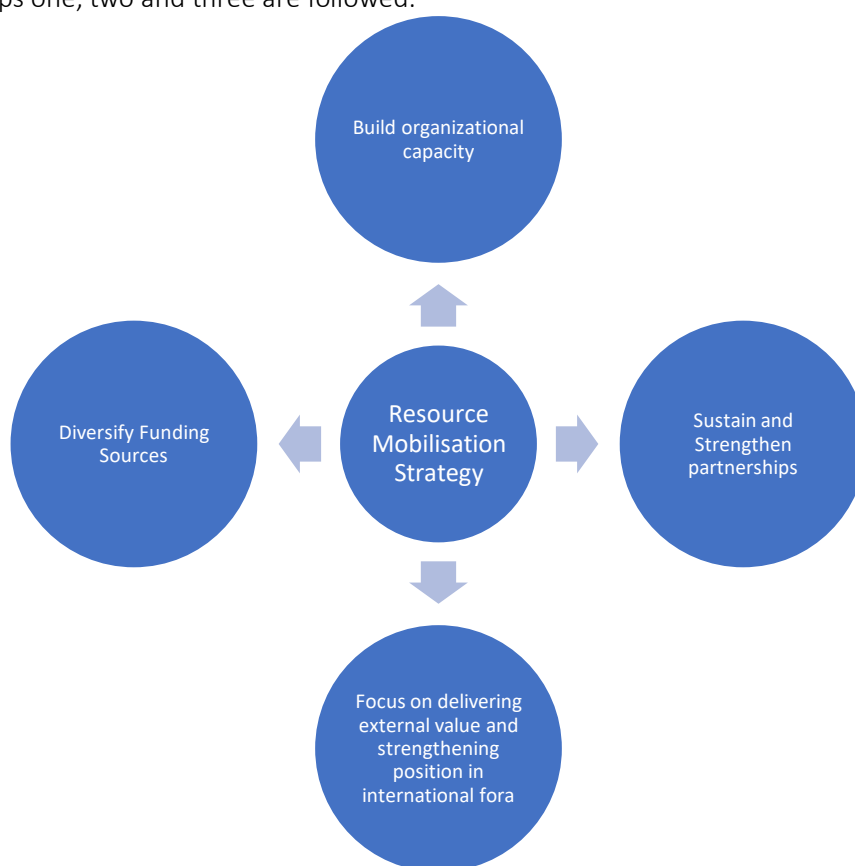 ps one, two and three are followed.
Build organizational
capacity
Diversify Funding
Sources
Resource
Mobilisation
Strategy
Sustain and
Strengthen
partnerships
Focus on delivering
external value and
strengthening
position in
international fora